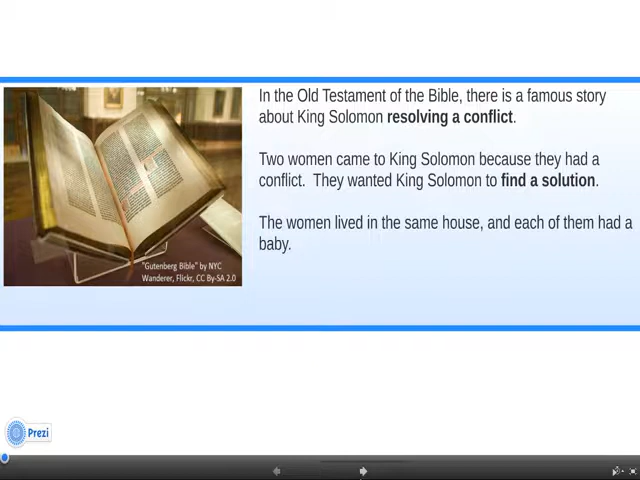 In the Old Testament of the Bible, there is a famous story
about King Solomon resolving a conflict.
Two women came to King Solomon because they had a
conflict.  They wanted King Solomon to find a solution.
The women lived in the same house, and each of them had a
baby.
"Gutenberg Bible" by NYC
Wanderer, Flickr, CC By-SA 2.0
Prezi